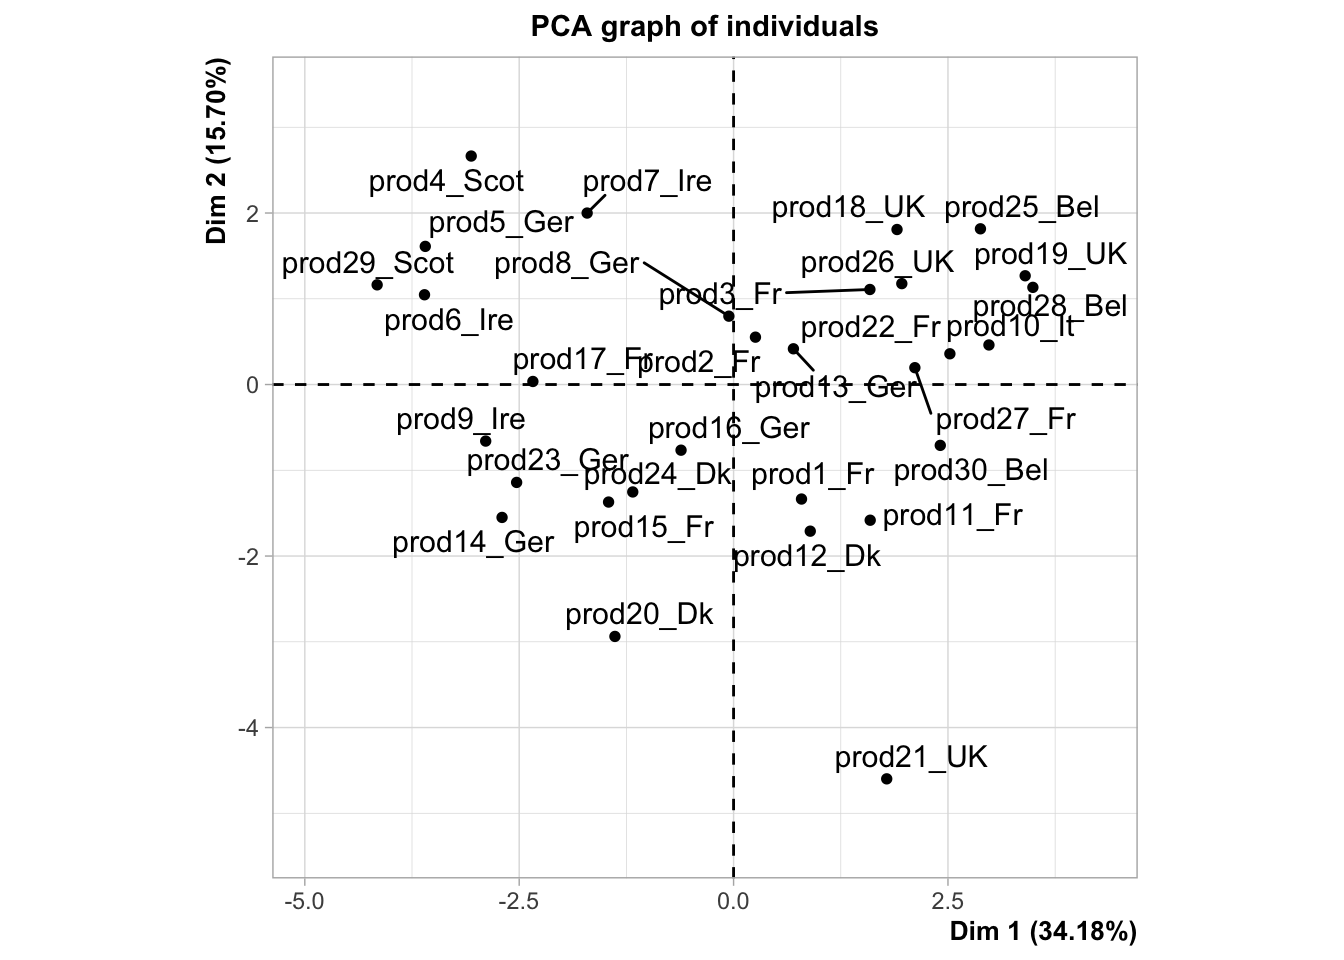 PCA graph of individuals
Dim 2 (15.70%)
prod4_Scot
prod7_Ire
prod18_UK
prod25_Bel
2
prod5_Ger
prod19_UK
prod29_Scot
prod8_Ger
prod26_UK
prod3_Fr
prod28_Bel
prod6_Ire
prod22_Fr
prod10_It
prod17_Fr
prod2_Fr
0
prod13_Ger
prod9_Ire
prod27_Fr
prod16_Ger
prod23_Ger
prod24_Dk
prod1_Fr
prod30_Bel
prod15_Fr
prod11_Fr
prod14_Ger
-2
prod12_Dk
prod20_Dk
-4
prod21_UK
-5.0
-2.5
0.0
2.5
Dim 1 (34.18%)